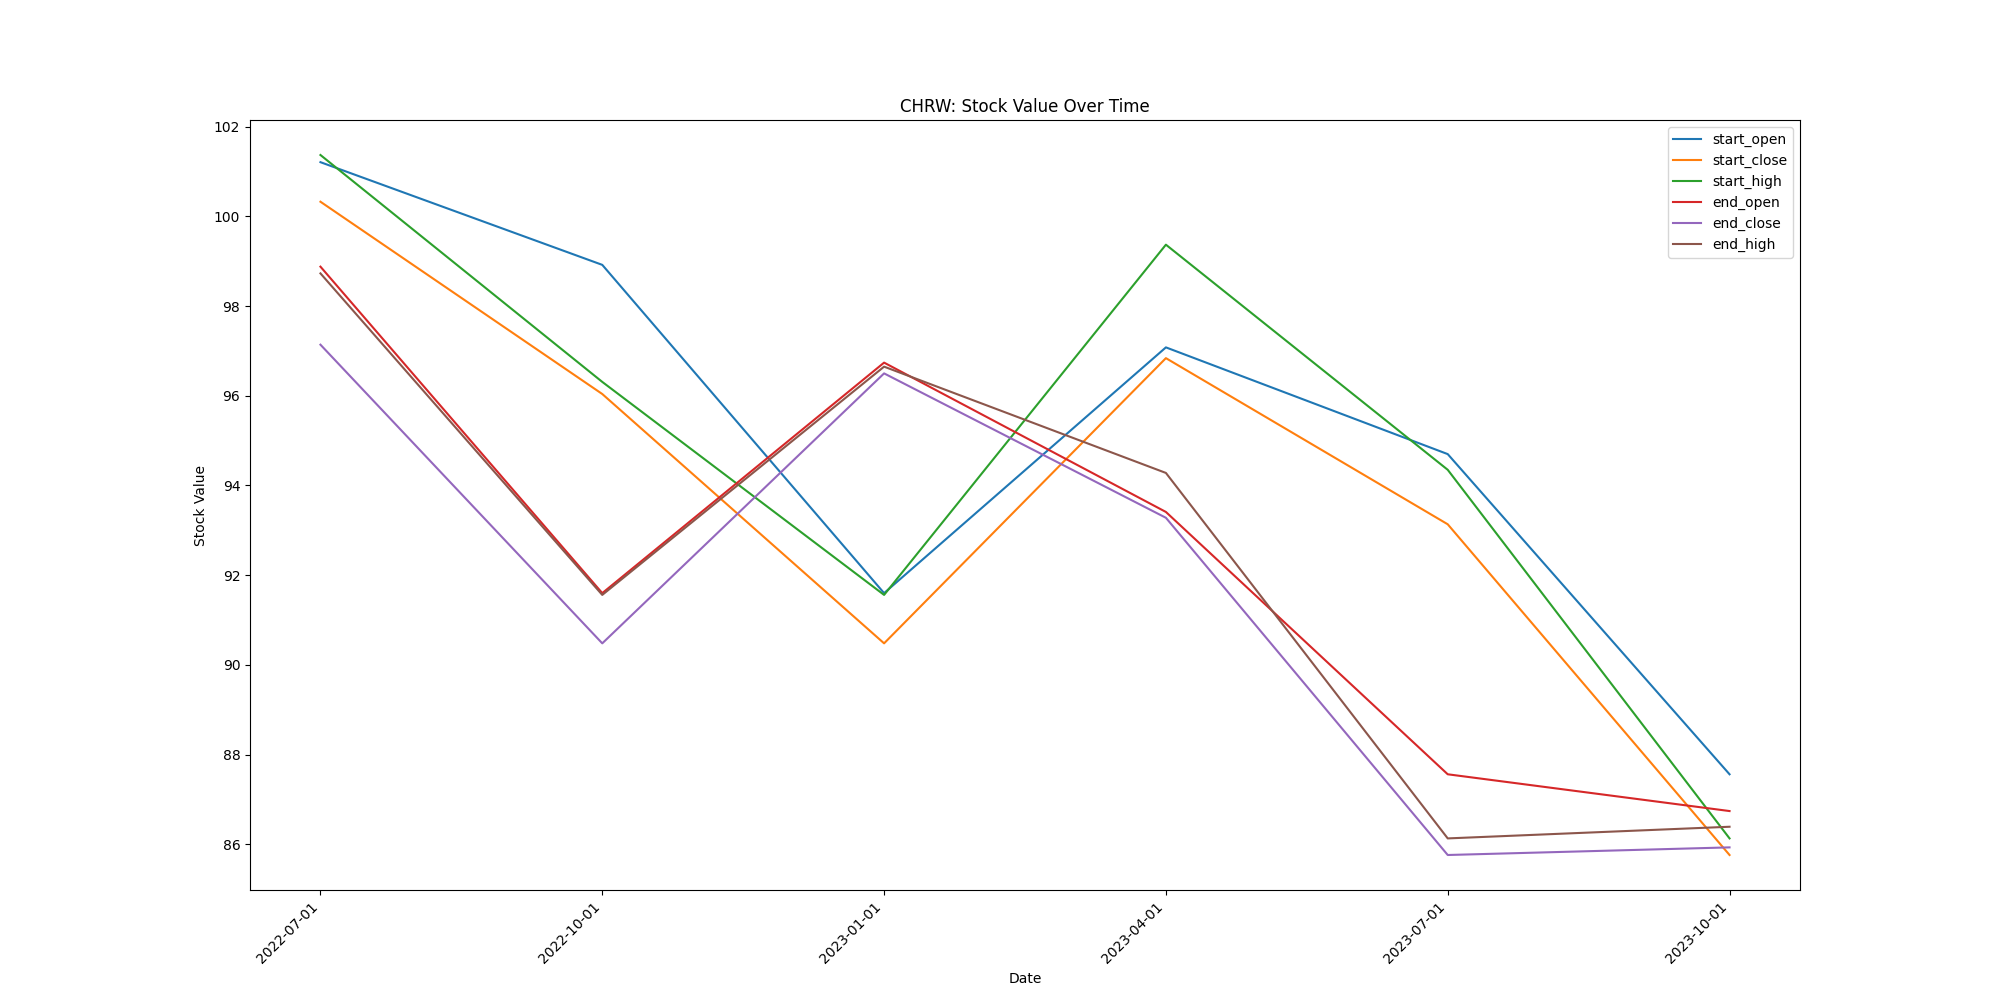 CHRW: Stock Value Over Time
102
100
98
96
94
92
90
88
86
Stock Value
start_open
start_close
start_high
end_open
end_close
end_high
2022-07-01
2022-10-01
2023-01-01
2023-04-01
2023-07-01
2023-10-01
Date